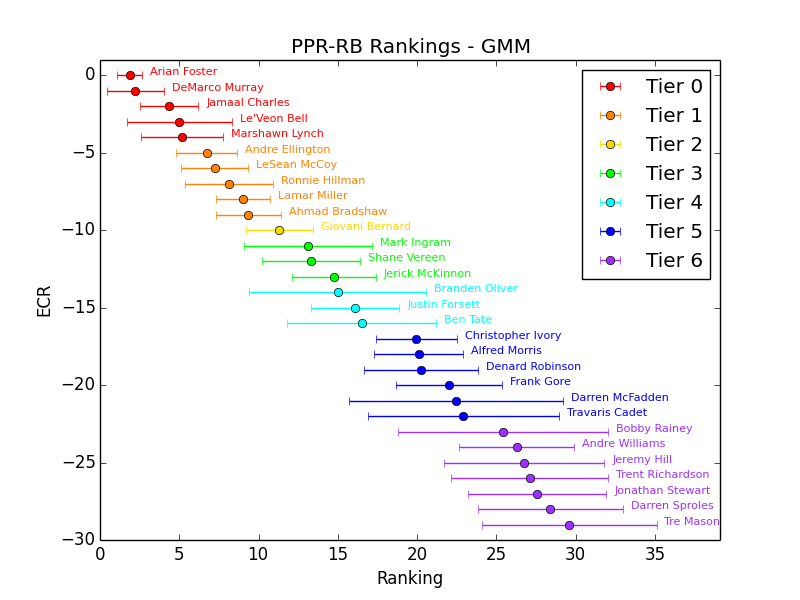 PPR-RB Rankings - GMM
Arian Foster
DeMarco Murray
Jamaal Charles
Le'Veon Bell
Marshawn Lynch
Andre Ellington
LeSean McCoy
Ronnie Hillman
Lamar Miller
Ahmad Bradshaw
Giovani Bernard
Mark Ingram
Shane Vereen
Jerick McKinnon
Branden Oliver
Justin Forsett
Ben Tate
Christopher Ivory
Alfred Morris
Denard Robinson
Frank Gore
Darren McFadden
Travaris Cadet
Bobby Rainey
Andre Williams
Jeremy Hill
Trent Richardson
Jonathan Stewart
Darren Sproles
Tre Mason
Tier 0
Tier 1
Tier 2
Tier 3
Tier 4
Tier 5
Tier 6
0
−5
−10
−15
−20
−25
−30
ECR
0 5 10 15 20 25 30 35
Ranking